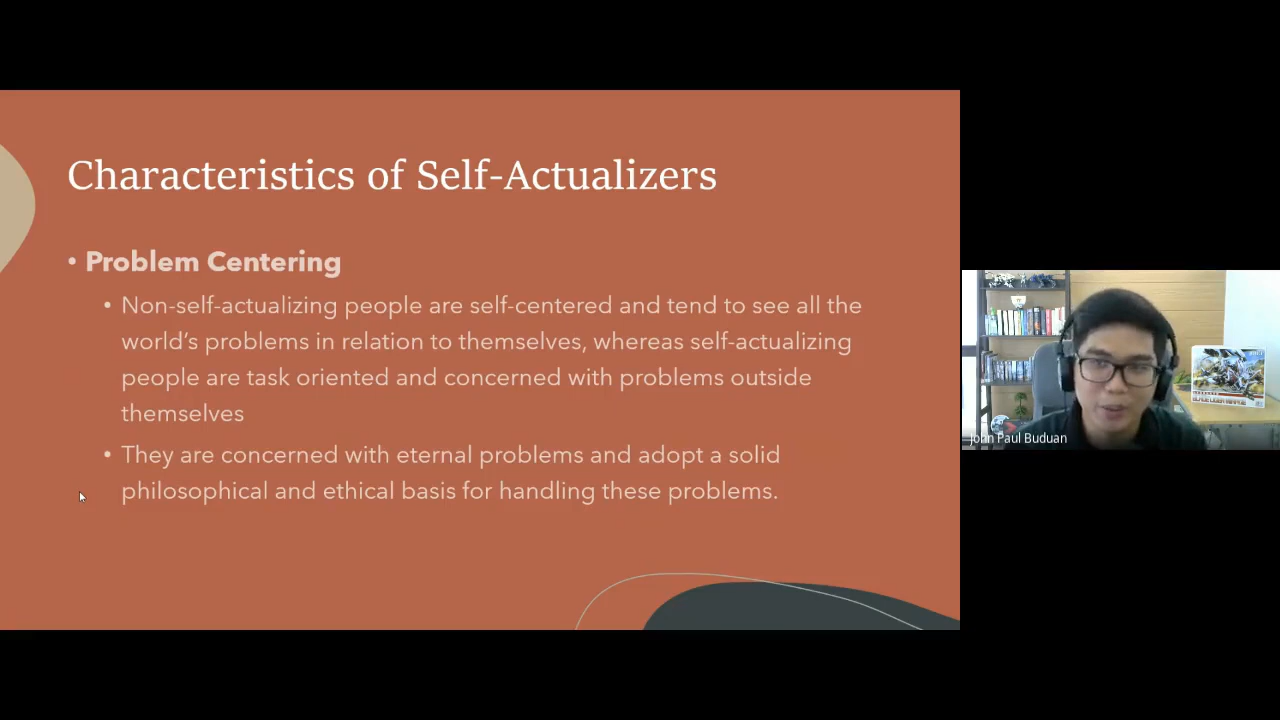 Characteristics of Self-Actualizers
• Problem Centering
• Non-self-actualizing people are self-centered and tend to see all the
world’s problems in relation to themselves, whereas self-actualizing
people are task oriented and concerned with problems outside
themselves
• They are concerned with eternal problems and adopt a solid
philosophical and ethical basis for handling these problems.
John Paul Buduan